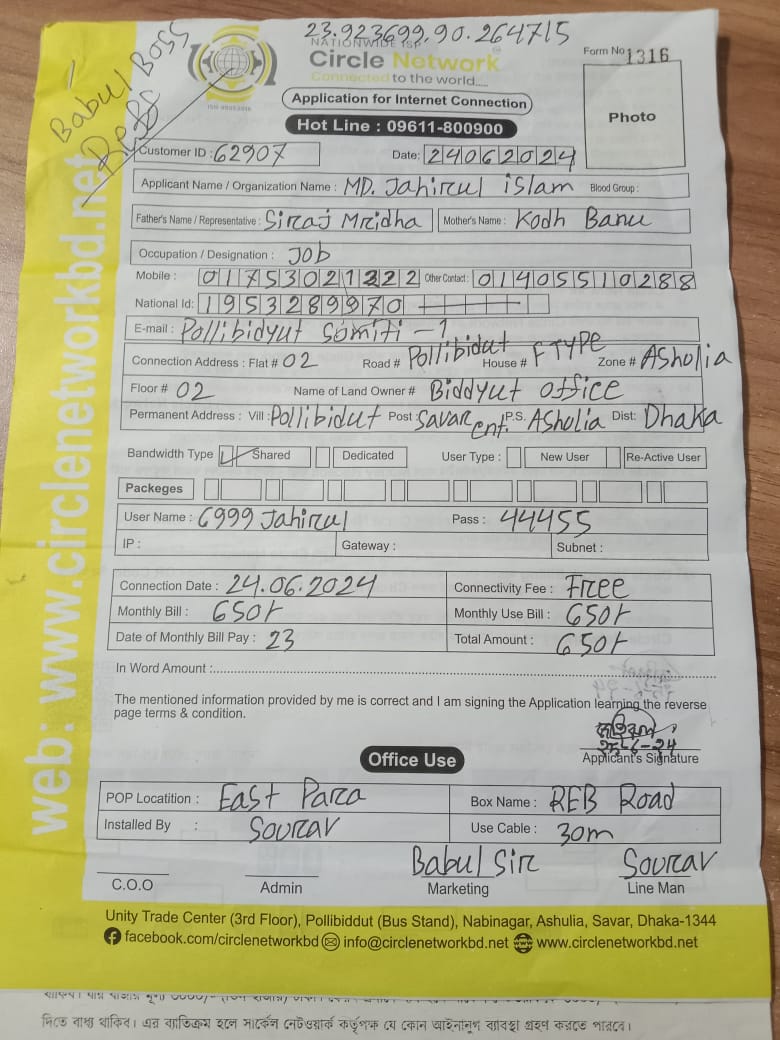 23.923699, 90.264715
NATIONWIDE ISP
Circle Network
Connected to the world.....
Form No 1316
Babul Boss
Refe
Application for Internet Connection
Photo
Hot Line : 09611-800900
Customer ID : 62907 Date: 24062024
Applicant Name / Organization Name : MD. Jahirul islam Blood Group :
Father's Name / Representative : Siraj Mridha Mother's Name : Kodh Banu
Occupation / Designation : Job
Mobile : 01753021222 Other Contact : 01405510288
National Id: 1953289970
E-mail : Pollibidyut Somiti -1
Connection Address : Flat # 02 Road # Pollibidut House # F TYPE Zone # Asholia
Floor # 02 Name of Land Owner # Biddyut office
Permanent Address : Vill : Pollibidut Post : Savar cnt. P.S. Asholia Dist: Dhaka
Bandwidth Type Shared Dedicated User Type : New User Re-Active User
Packeges
User Name : 6999 Jahirul Pass : 44455
IP : Gateway : Subnet :
Connection Date : 24.06.2024 Connectivity Fee : Free
Monthly Bill : 650r Monthly Use Bill : 650r
Date of Monthly Bill Pay : 23 Total Amount : 650r
In Word Amount :
The mentioned information provided by me is correct and I am signing the Application learning the reverse
page terms & condition.
Applicant's Signature
Office Use
POP Locatition : East Para Box Name : REB Road
Installed By : Sourav Use Cable : 30m
Babul Sir Sourav
C.O.O Admin Marketing Line Man
Unity Trade Center (3rd Floor), Pollibiddut (Bus Stand), Nabinagar, Ashulia, Savar, Dhaka-1344
facebook.com/circlenetworkbd info@circlenetworkbd.net www.circlenetworkbd.net
web: www.circlenetworkbd.net
দিতে বাধ্য থাকিব। এর ব্যতিক্রম হলে সার্কেল নেটওয়ার্ক কর্তৃপক্ষ যে কোন আইনানুগ ব্যবস্থা গ্রহণ করতে পারবে।